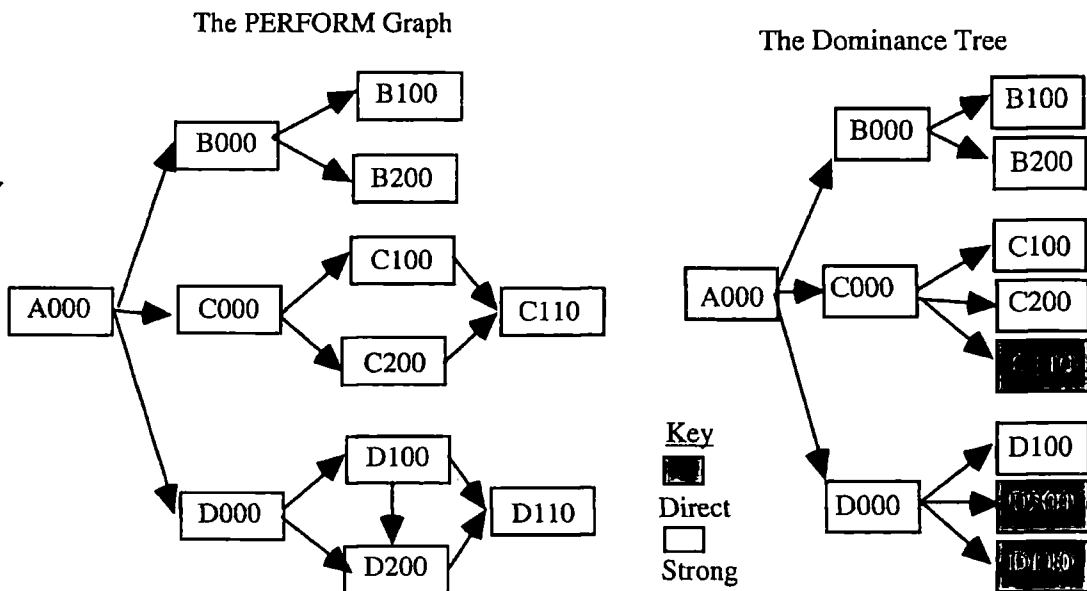 The PERFORM Graph
A000
B000
B100
B200
C000
C100
C200
C110
D000
D100
D200
D110
The Dominance Tree
A000
B000
B100
B200
C000
C100
C200
D000
D100
Key
Direct
Strong